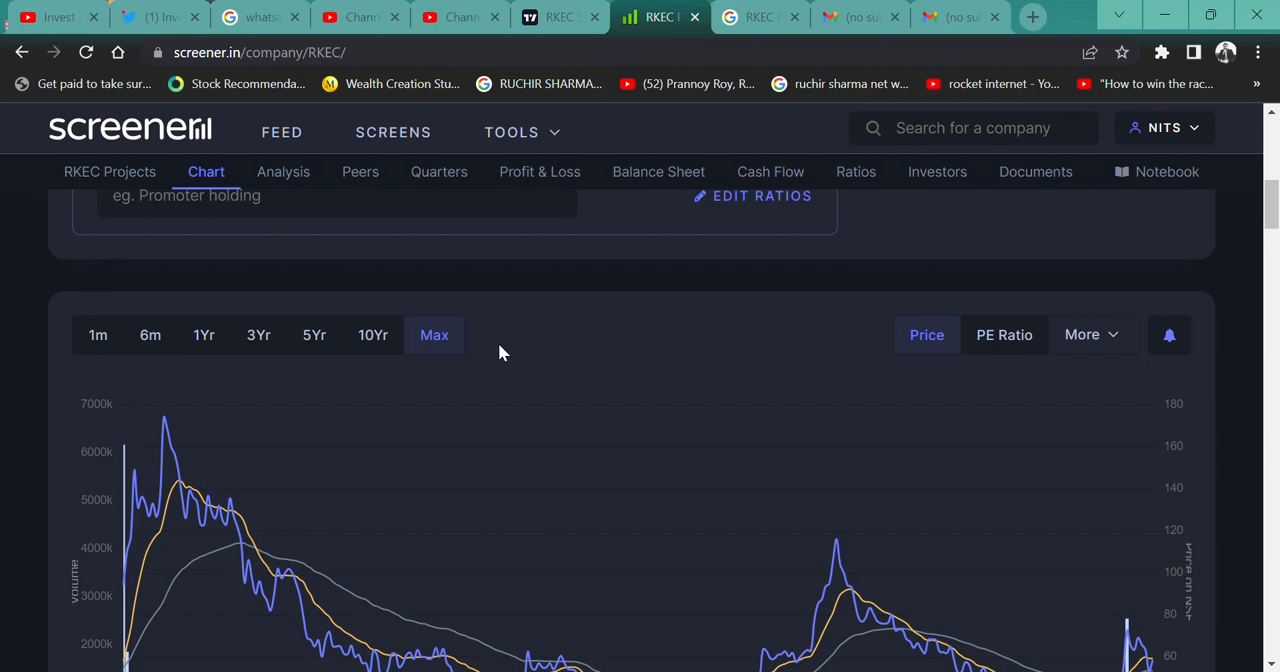 Invest
(1) Inv
whats
Chann
Chann
RKEC S
RKEC P
RKEC P
(no su
(no su
screener.in/company/RKEC/
Get paid to take sur...
Stock Recommenda...
Wealth Creation Stu...
RUCHIR SHARMA...
(52) Prannoy Roy, R...
ruchir sharma net w...
rocket internet - Yo...
"How to win the rac...
»
screener
FEED
SCREENS
TOOLS
Search for a company
NITS
RKEC Projects
Chart
Analysis
Peers
Quarters
Profit & Loss
Balance Sheet
Cash Flow
Ratios
Investors
Documents
Notebook
eg. Promoter holding
EDIT RATIOS
1m
6m
1Yr
3Yr
5Yr
10Yr
Max
Price
PE Ratio
More
7000k
180
6000k
160
5000k
140
120
4000k
100
Volume
3000k
80
2000k
60